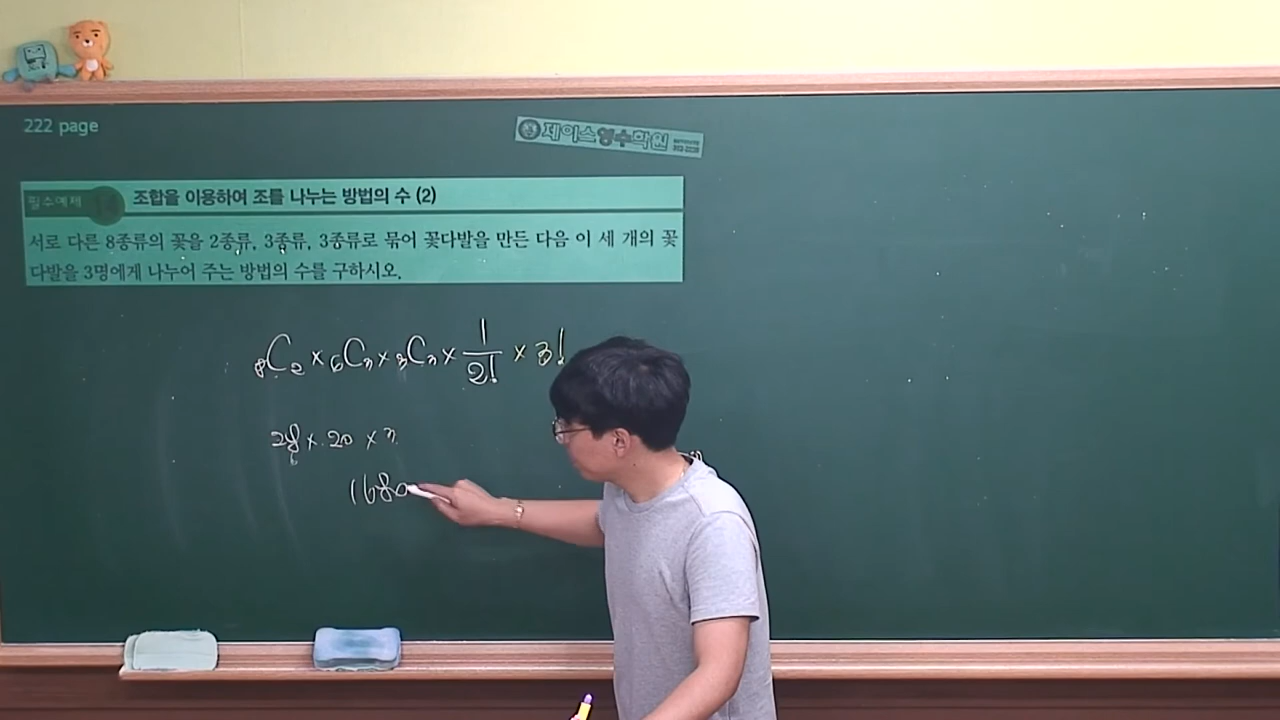 222 page
제이스영수학원
필수예제
조합을 이용하여 조를 나누는 방법의 수 (2)
서로 다른 8종류의 꽃을 2종류, 3종류, 3종류로 묶어 꽃다발을 만든 다음 이 세 개의 꽃
다발을 3명에게 나누어 주는 방법의 수를 구하시오.
₈C₂ × ₆C₃ × ₃C₃ × 1/2! × 3!
28 × 20 × 3
1680